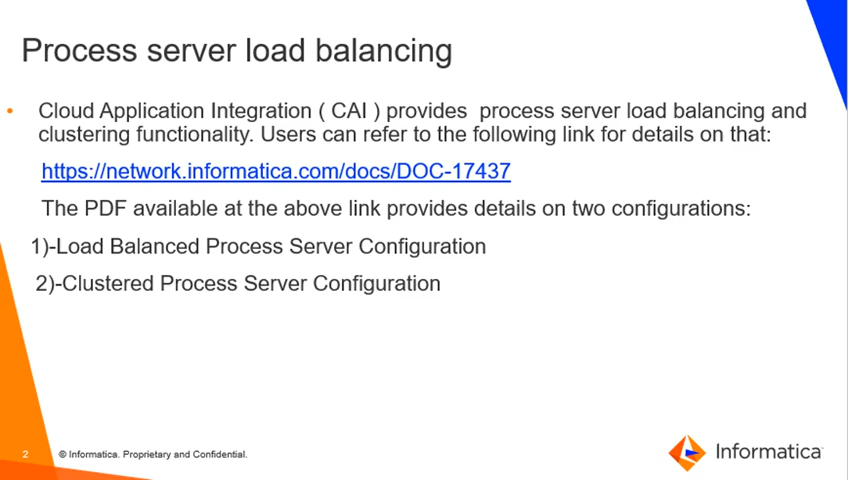 Process server load balancing
• Cloud Application Integration ( CAI ) provides  process server load balancing and
clustering functionality. Users can refer to the following link for details on that:
https://network.informatica.com/docs/DOC-17437
The PDF available at the above link provides details on two configurations:
1)-Load Balanced Process Server Configuration
2)-Clustered Process Server Configuration
2 © Informatica. Proprietary and Confidential.
Informatica